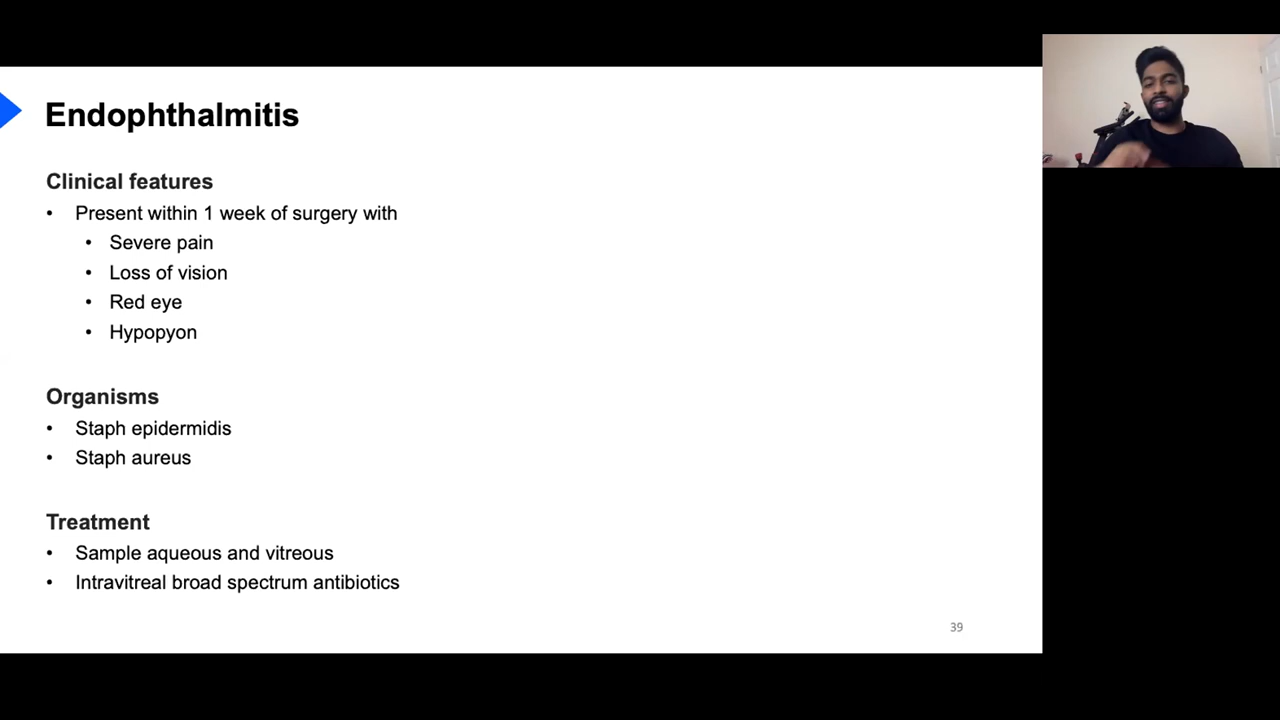 Endophthalmitis
Clinical features
• Present within 1 week of surgery with
• Severe pain
• Loss of vision
• Red eye
• Hypopyon
Organisms
• Staph epidermidis
• Staph aureus
Treatment
• Sample aqueous and vitreous
• Intravitreal broad spectrum antibiotics
39